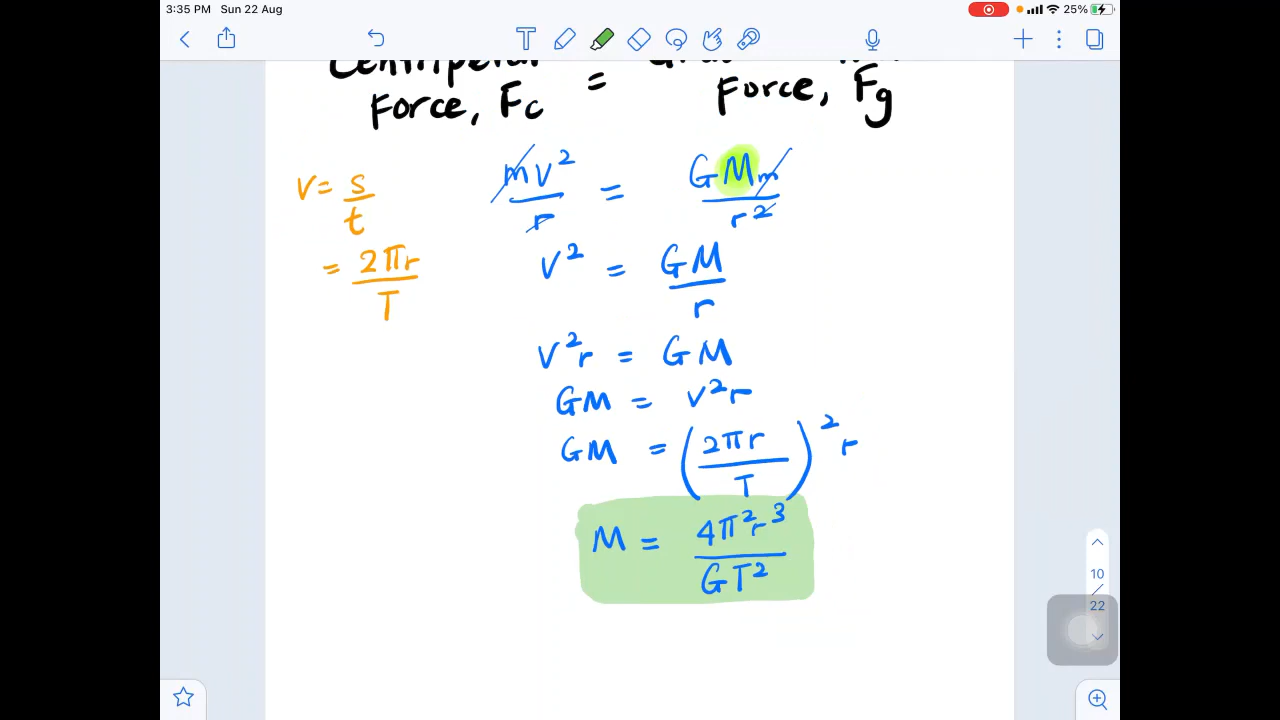 3:35 PM Sun 22 Aug 25%
Force, Fc = Force, Fg
v = s/t
= 2πr/T
mv²/r = GMm/r²
v² = GM/r
v²r = GM
GM = v²r
GM = (2πr/T)² r
M = 4π²r³/GT²
10/22